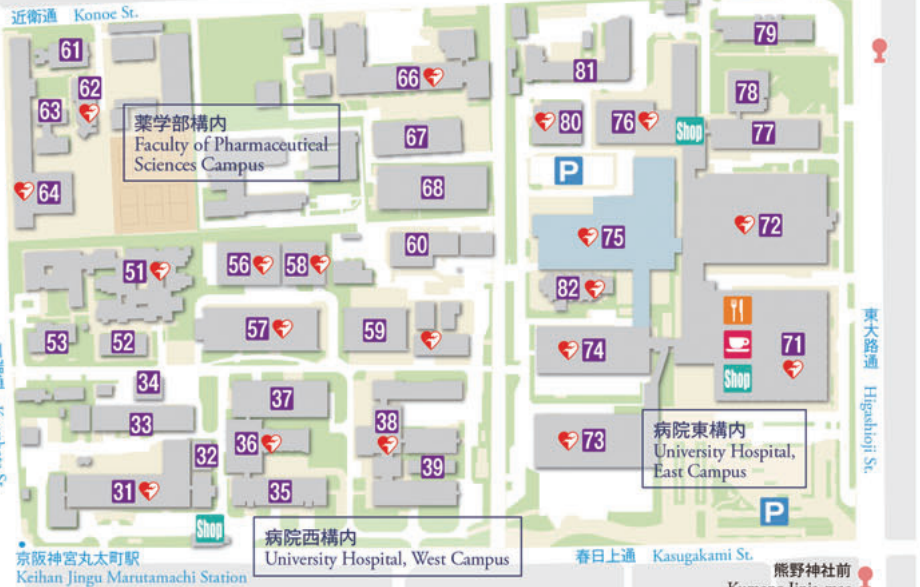 近衛通 Konoe St.
61
79
62
66
81
63
78
薬学部構内
Faculty of Pharmaceutical
Sciences Campus
80
76
Shop
77
67
P
64
68
72
75
60
51
56
58
82
53
52
57
59
74
71
東大路通 Higashioji St.
Shop
34
37
33
38
36
病院東構内
University Hospital,
East Campus
73
32
39
31
35
P
Shop
病院西構内
University Hospital, West Campus
京阪神宮丸太町駅
Keihan Jingu Marutamachi Station
春日上通 Kasugakami St.
熊野神社前